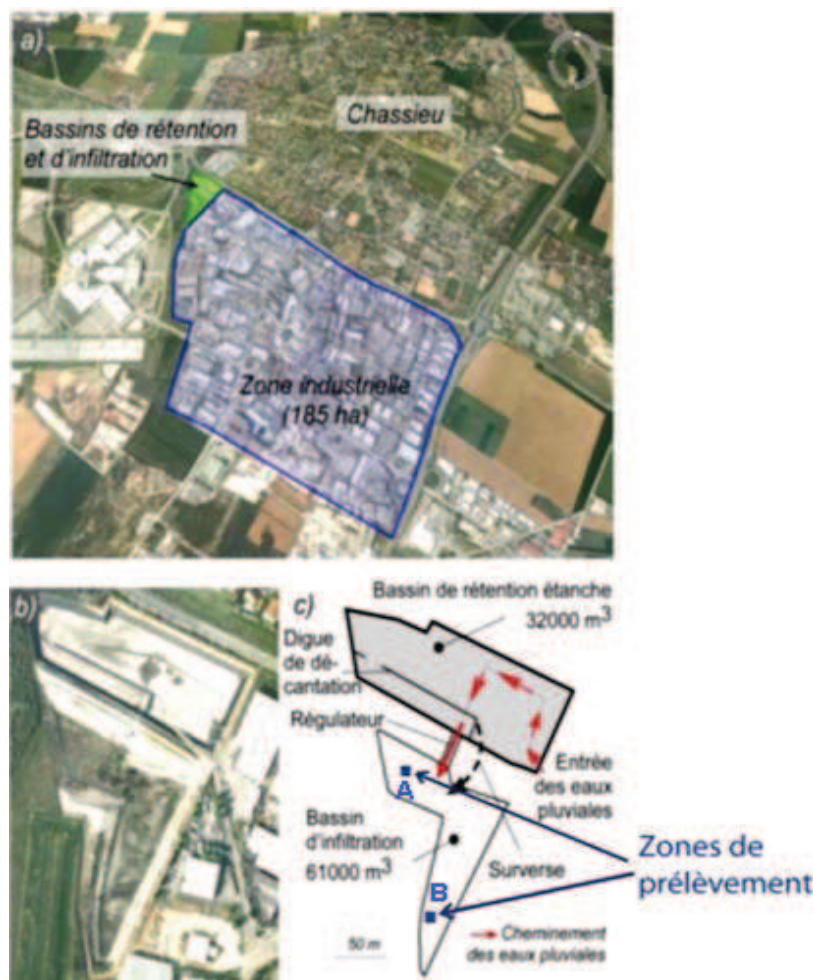 a)
Chassieu
Bassins de rétention
et d'infiltration
Zone industrielle
(185 ha)
b)
c)
Bassin de rétention étanche
32000 m³
Digue
de dé-
cantation
Régulateur
Entrée
des eaux
pluviales
A
Bassin
d'infiltration
61000 m³
Surverse
B
Zones de
prélèvement
50 m
Cheminement
des eaux pluviales